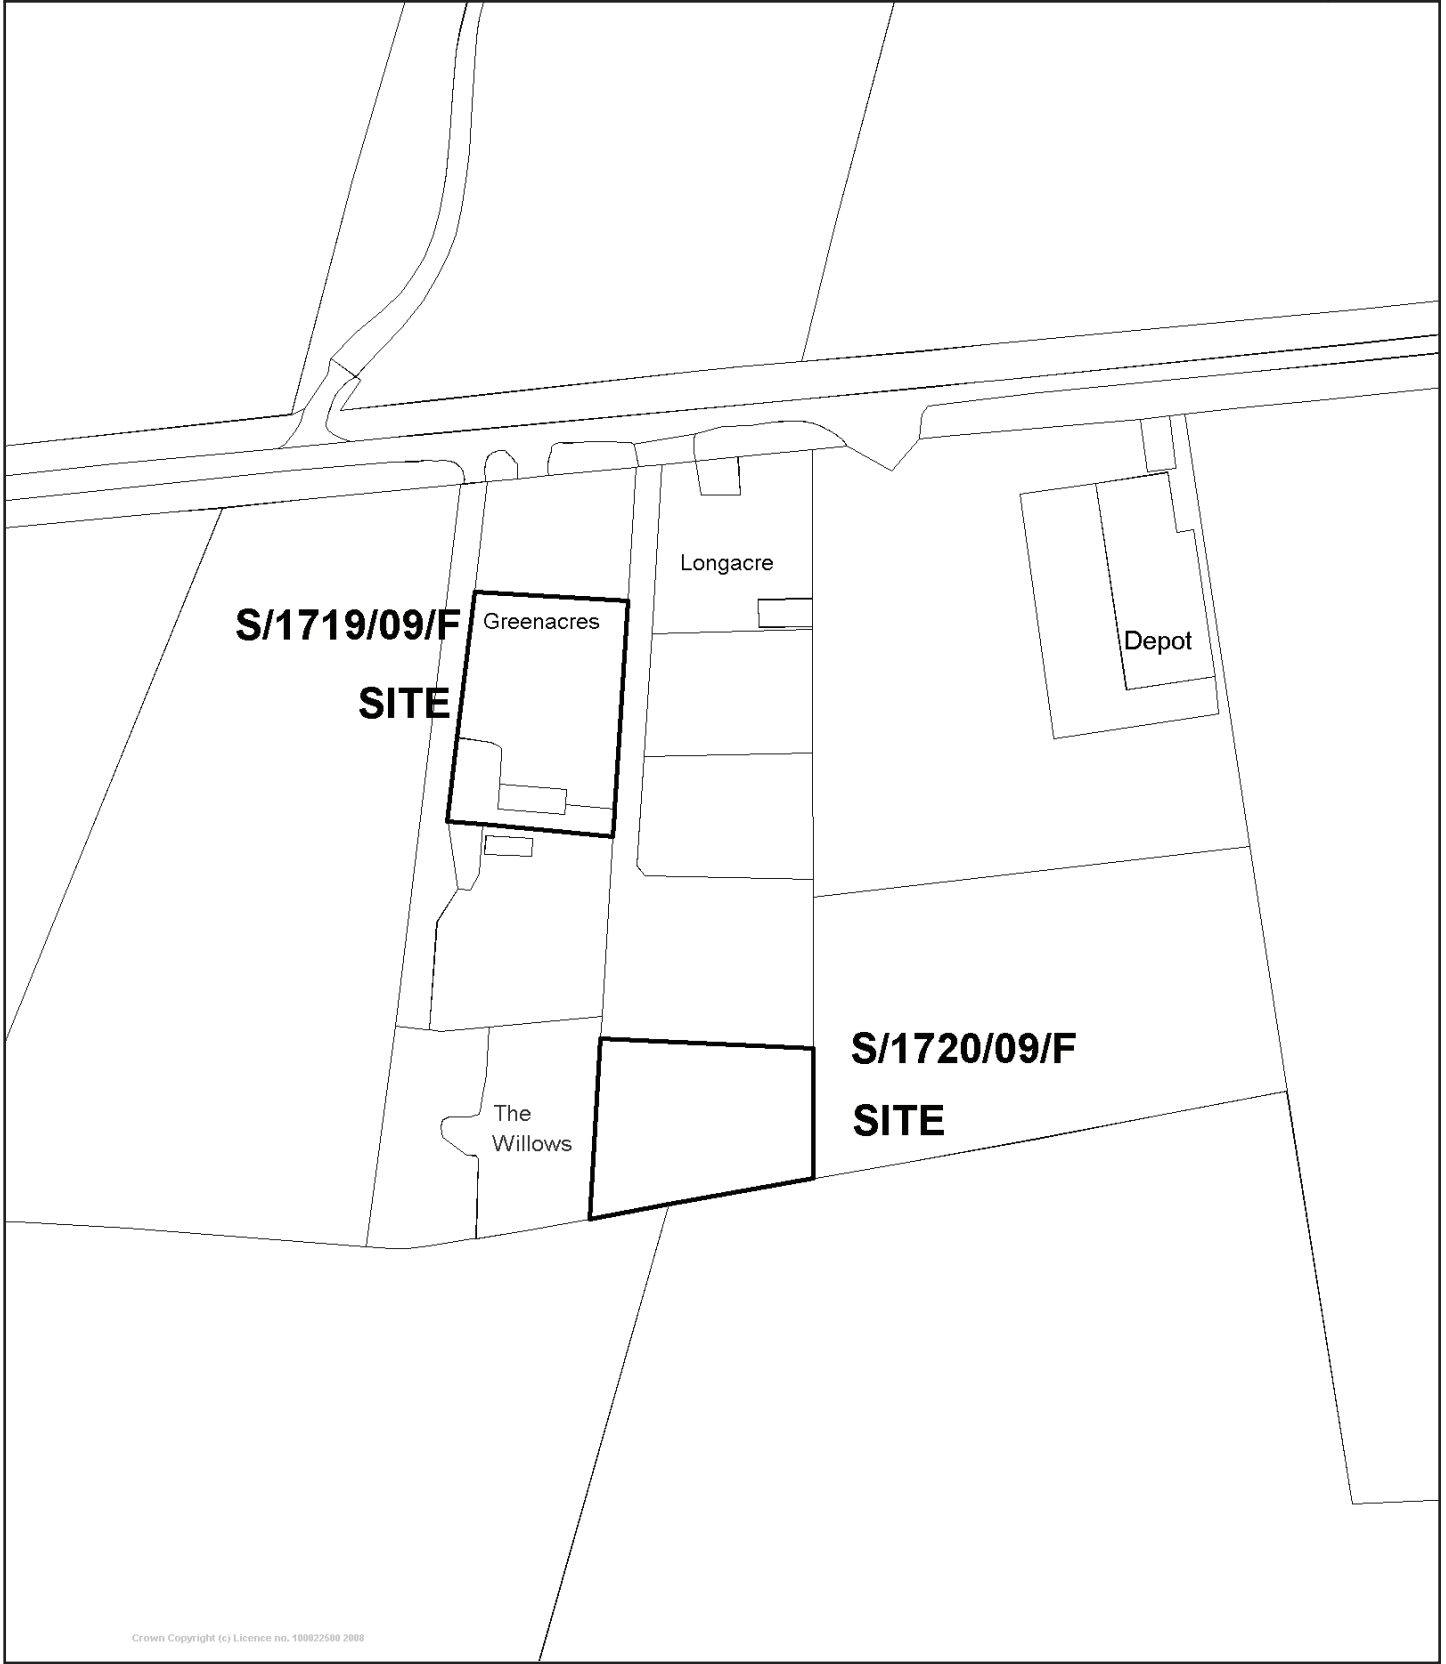 Longacre
S/1719/09/F
Greenacres
Depot
SITE
S/1720/09/F
The
Willows
SITE
Crown Copyright (c) Licence no. 100022500 2008